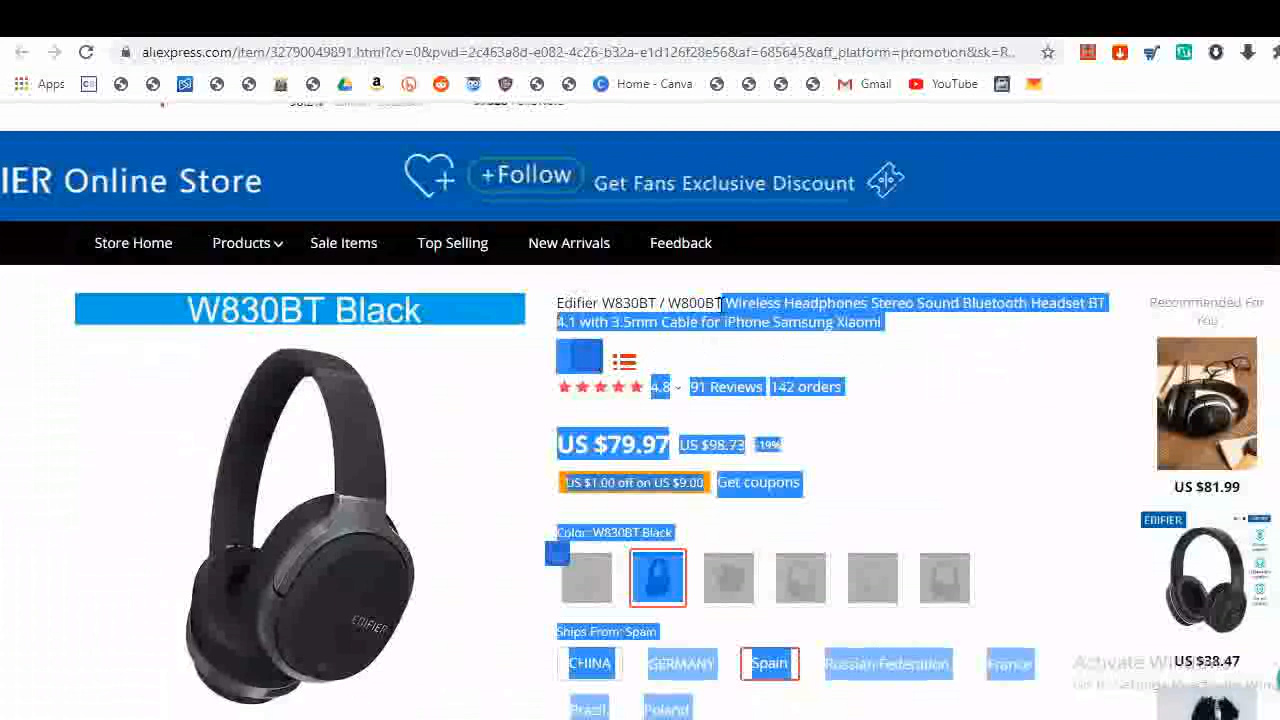 aliexpress.com/item/32790049891.html?cv=0&pvid=2c463a8d-e082-4c26-b32a-e1d126f28e56&af=685645&aff_platform=promotion&sk=R...
Apps
Home - Canva
Gmail
YouTube
IER Online Store
+Follow
Get Fans Exclusive Discount
Store Home
Products
Sale Items
Top Selling
New Arrivals
Feedback
W830BT Black
EDIFIER
Edifier W830BT / W800BT Wireless Headphones Stereo Sound Bluetooth Headset BT
4.1 with 3.5mm Cable for iPhone Samsung Xiaomi
4.8
91 Reviews
142 orders
US $79.97
US $98.73
-19%
US $1.00 off on US $9.00
Get coupons
Color: W830BT Black
Ships From: Spain
CHINA
GERMANY
Spain
Russian Federation
France
Brazil
Poland
Recommended For
You
US $81.99
EDIFIER
US $38.47
Activate Win